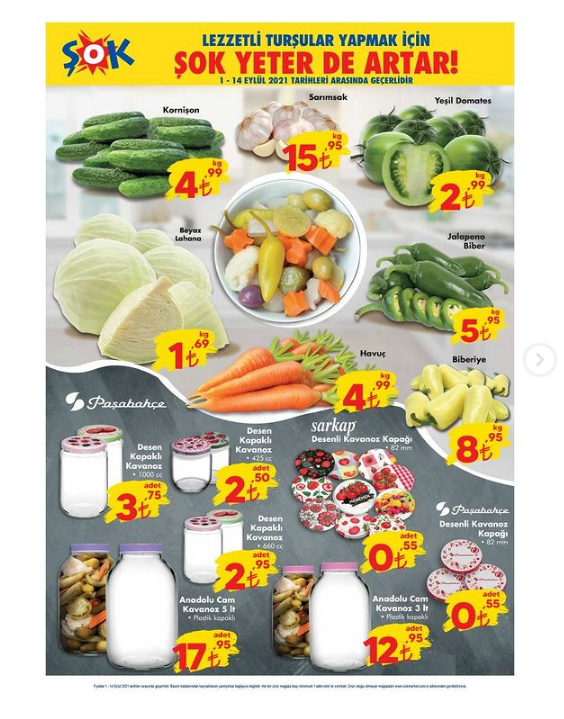 ŞOK
LEZZETLİ TURŞULAR YAPMAK İÇİN
ŞOK YETER DE ARTAR!
1 - 14 EYLÜL 2021 TARİHLERİ ARASINDA GEÇERLİDİR
Kornişon
kg
4,99₺
Sarımsak
kg
15,95₺
Yeşil Domates
kg
2,99₺
Beyaz
Lahana
kg
1,69₺
Jalapeno
Biber
kg
5,95₺
Havuç
kg
4,99₺
Biberiye
kg
8,95₺
Paşabahçe
Desen
Kapaklı
Kavanoz
• 1000 cc
adet
3,75₺
Desen
Kapaklı
Kavanoz
• 425 cc
adet
2,50₺
Desen
Kapaklı
Kavanoz
• 660 cc
adet
2,95₺
sarkap
Desenli Kavanoz Kapağı
• 82 mm
adet
0,55₺
Paşabahçe
Desenli Kavanoz
Kapağı
• 82 mm
adet
0,55₺
Anadolu Cam
Kavanoz 5 lt
• Plastik kapaklı
adet
17,95₺
Anadolu Cam
Kavanoz 3 lt
• Plastik kapaklı
adet
12,95₺